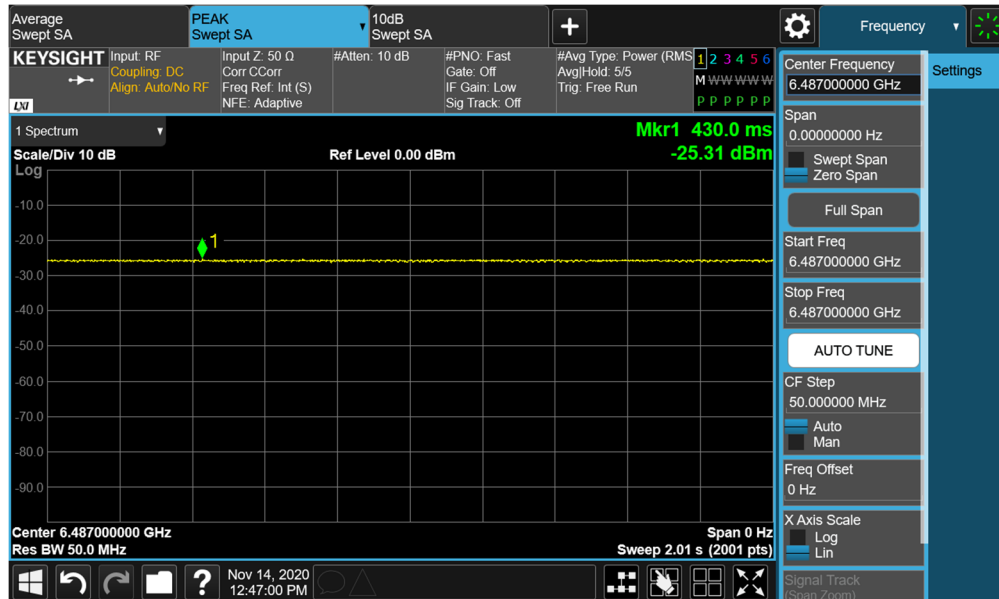 Average
Swept SA
PEAK
Swept SA
10dB
Swept SA
Frequency
KEYSIGHT
LXI
Input: RF
Coupling: DC
Align: Auto/No RF
Input Z: 50 Ω
Corr CCorr
Freq Ref: Int (S)
NFE: Adaptive
#Atten: 10 dB
#PNO: Fast
Gate: Off
IF Gain: Low
Sig Track: Off
#Avg Type: Power (RMS
Avg|Hold: 5/5
Trig: Free Run
1 2 3 4 5 6
M W W W W W
P P P P P P
1 Spectrum
Scale/Div 10 dB
Log
Ref Level 0.00 dBm
Mkr1 430.0 ms
-25.31 dBm
-10.0
-20.0
-30.0
-40.0
-50.0
-60.0
-70.0
-80.0
-90.0
1
Center 6.487000000 GHz
Res BW 50.0 MHz
Span 0 Hz
Sweep 2.01 s (2001 pts)
Nov 14, 2020
12:47:00 PM
Center Frequency
6.487000000 GHz
Span
0.00000000 Hz
Swept Span
Zero Span
Full Span
Start Freq
6.487000000 GHz
Stop Freq
6.487000000 GHz
AUTO TUNE
CF Step
50.000000 MHz
Auto
Man
Freq Offset
0 Hz
X Axis Scale
Log
Lin
Signal Track
(Span Zoom)
Settings